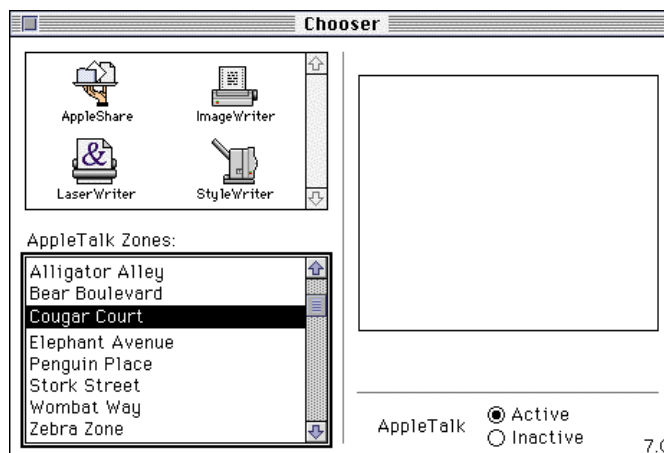 Chooser
AppleShare
ImageWriter
&
LaserWriter
StyleWriter
AppleTalk Zones:
Alligator Alley
Bear Boulevard
Cougar Court
Elephant Avenue
Penguin Place
Stork Street
Wombat Way
Zebra Zone
AppleTalk
Active
Inactive